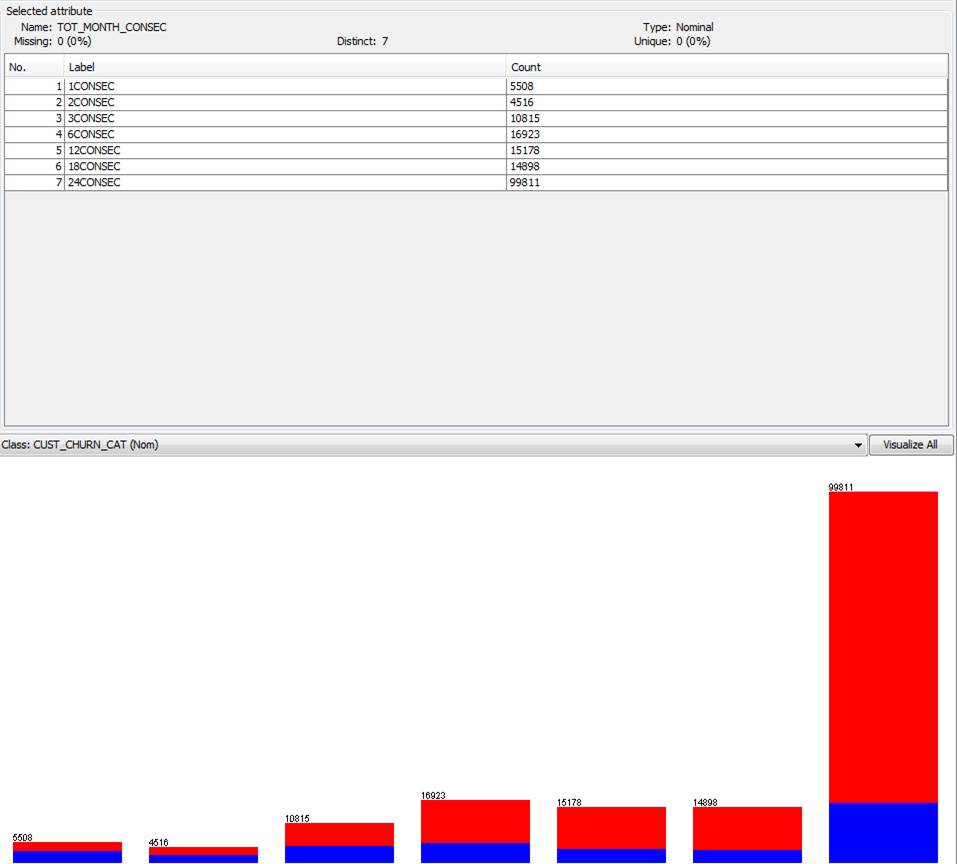 Selected attribute
Name: TOT_MONTH_CONSEC Type: Nominal
Missing: 0 (0%) Distinct: 7 Unique: 0 (0%)
No. Label Count
1 1CONSEC 5508
2 2CONSEC 4516
3 3CONSEC 10815
4 6CONSEC 16923
5 12CONSEC 15178
6 18CONSEC 14898
7 24CONSEC 99811
Class: CUST_CHURN_CAT (Nom) Visualize All
99811
16923
15178 14898
10815
5508 4516